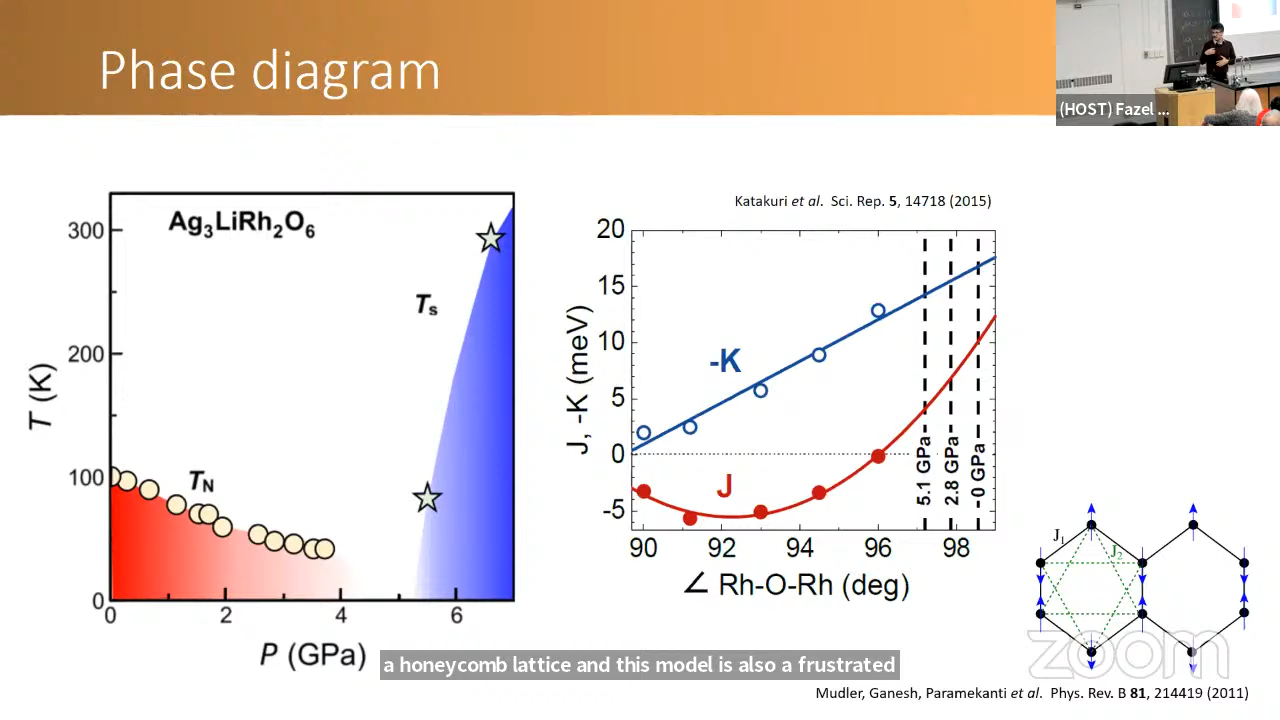 Phase diagram
(HOST) Fazel ...
Ag3LiRh2O6
Ts
TN
300
200
100
0
T (K)
0
2
4
6
P (GPa)
Katakuri et al. Sci. Rep. 5, 14718 (2015)
20
15
10
5
0
-5
J, -K (meV)
-K
J
5.1 GPa
2.8 GPa
0 GPa
90
92
94
96
98
∠ Rh-O-Rh (deg)
J1
J2
zoom
a honeycomb lattice and this model is also a frustrated
Mudler, Ganesh, Paramekanti et al. Phys. Rev. B 81, 214419 (2011)